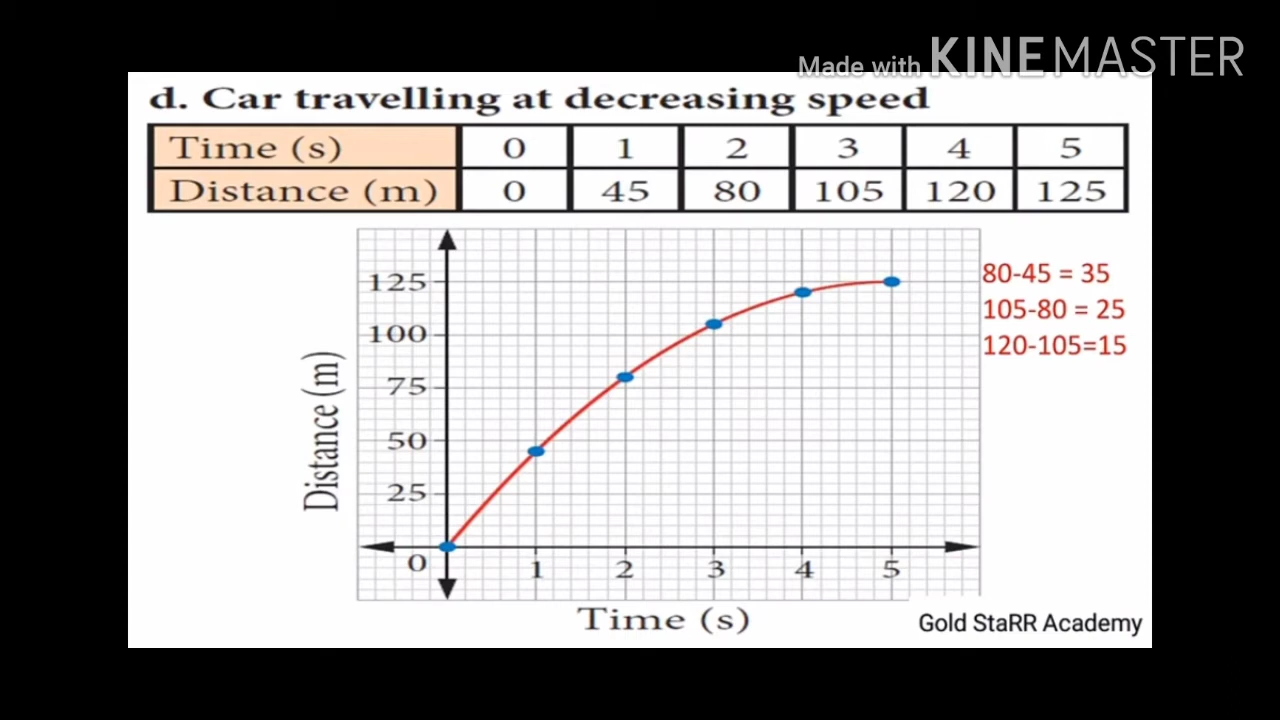 Made with KINEMASTER
d. Car travelling at decreasing speed
Time (s) 0 1 2 3 4 5
Distance (m) 0 45 80 105 120 125
125
100
75
50
25
0
Distance (m)
1 2 3 4 5
Time (s)
80-45 = 35
105-80 = 25
120-105=15
Gold StaRR Academy